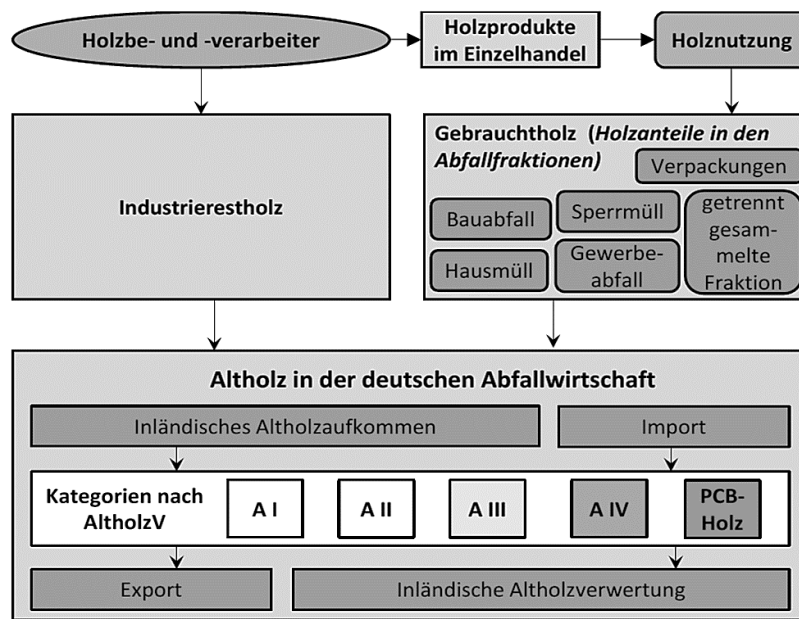 Holzbe- und -verarbeiter
Holzprodukte
im Einzelhandel
Holznutzung
Industrierestholz
Gebrauchtholz (Holzanteile in den
Abfallfraktionen)
Verpackungen
Bauabfall
Sperrmüll
getrennt
gesam-
melte
Fraktion
Hausmüll
Gewerbe-
abfall
Altholz in der deutschen Abfallwirtschaft
Inländisches Altholzaufkommen
Import
Kategorien nach
AltholzV
A I
A II
A III
A IV
PCB-
Holz
Export
Inländische Altholzverwertung